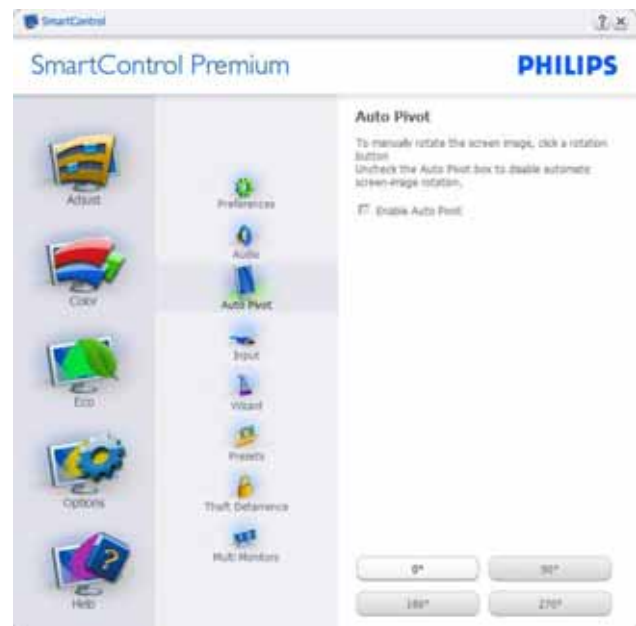 SmartControl
? ×
SmartControl Premium
PHILIPS
Adjust
Color
Eco
Options
Help
Preferences
Audio
Auto Pivot
Input
Wizard
Presets
Theft Deterrence
Multi Monitors
Auto Pivot
To manually rotate the screen image, click a rotation
button
Uncheck the Auto Pivot box to disable automatic
screen-image rotation.
Enable Auto Pivot
0°
90°
180°
270°